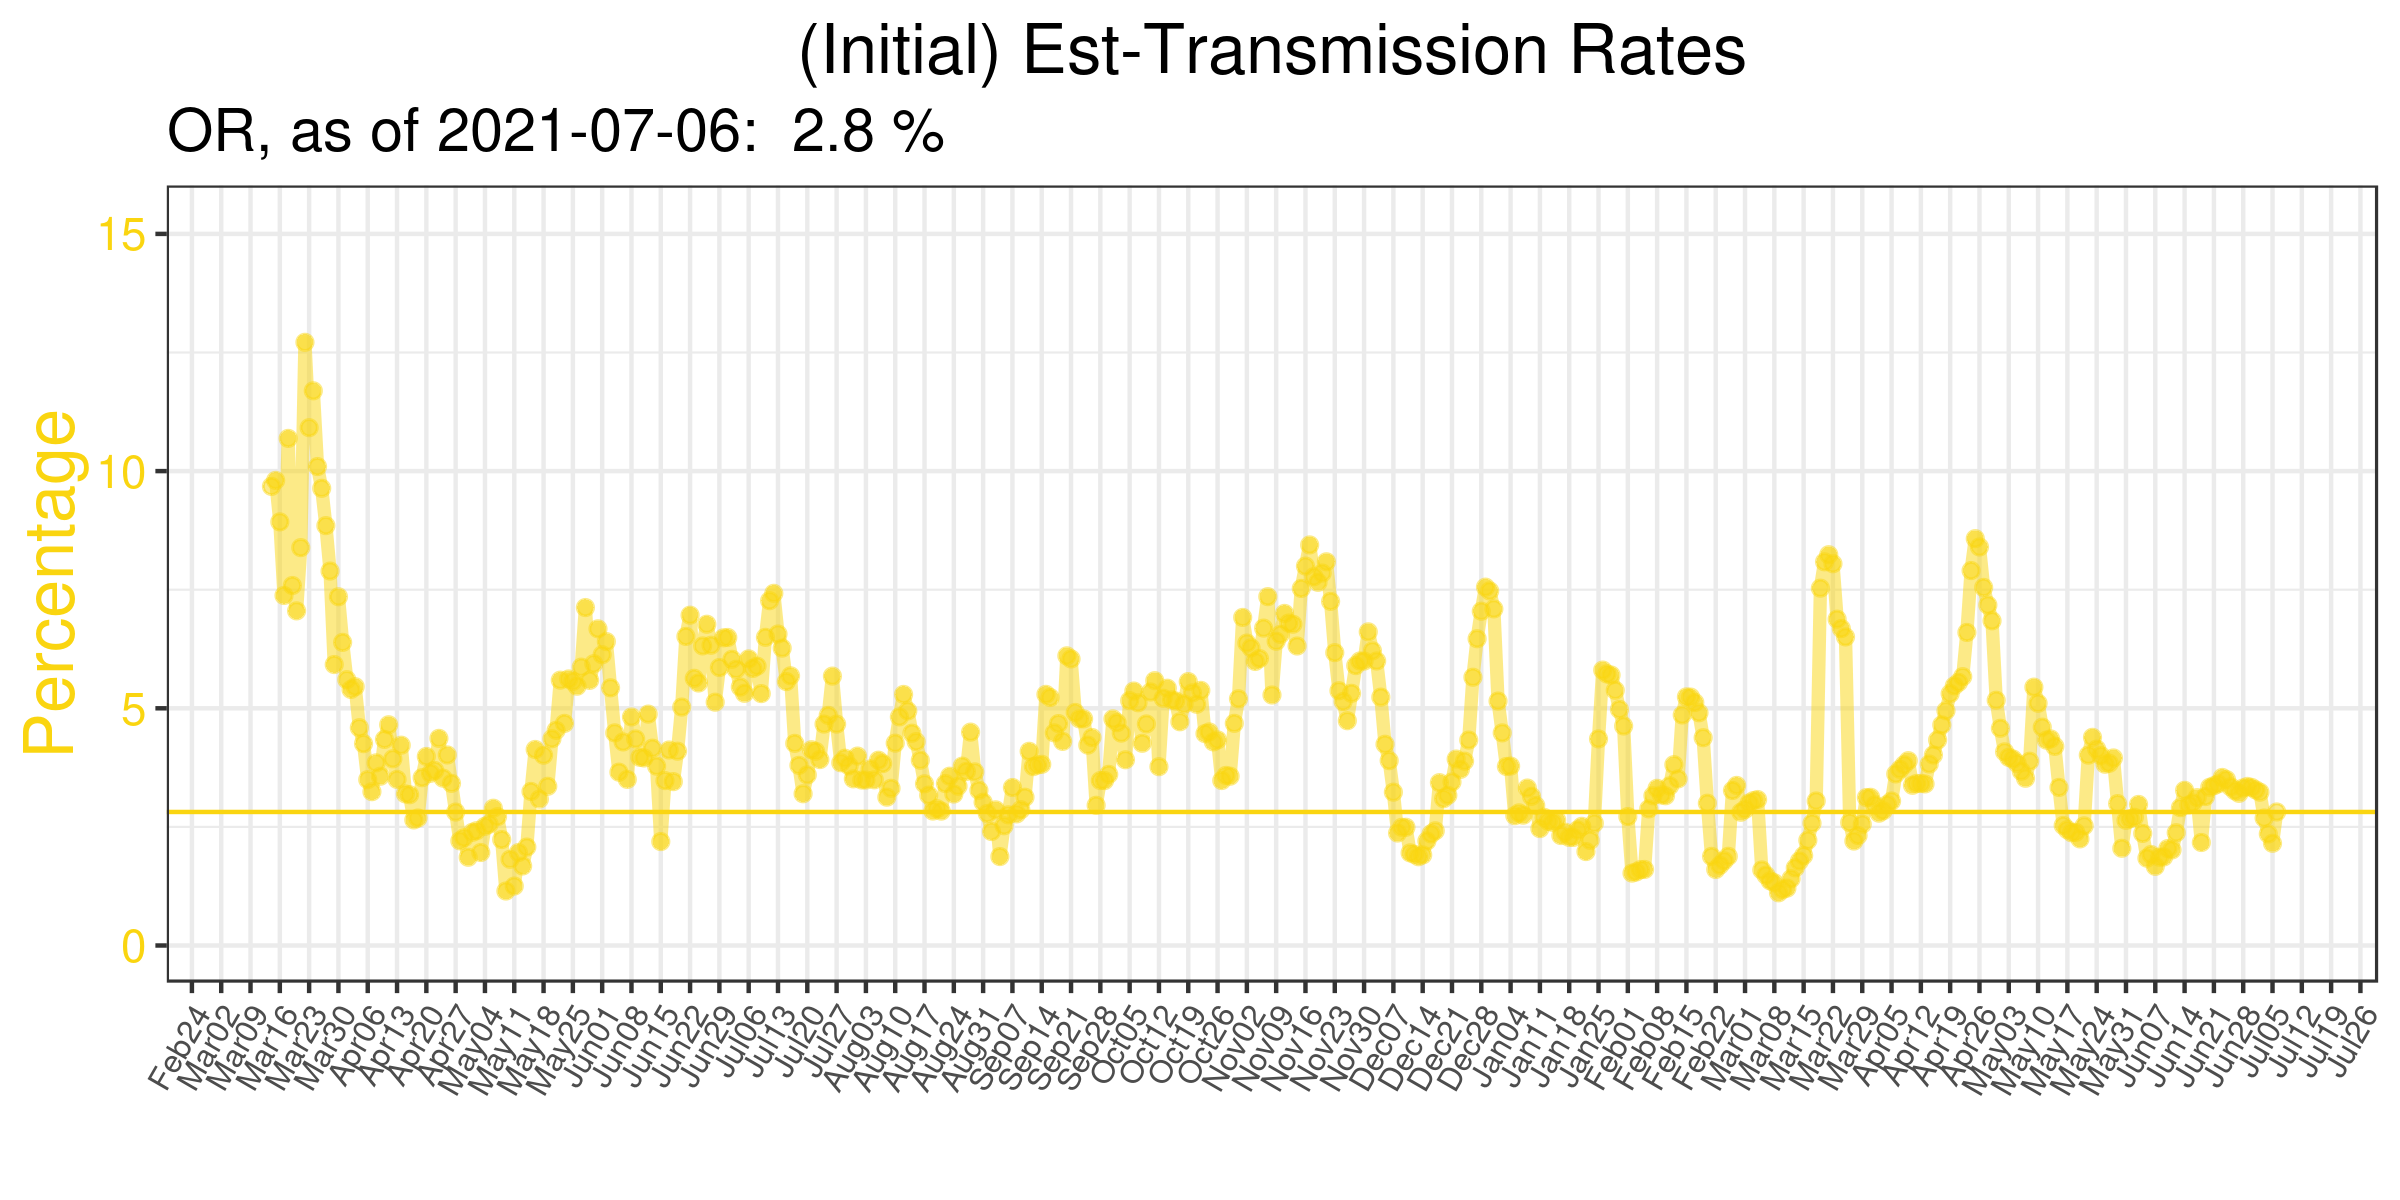 (Initial) Est-Transmission Rates
OR, as of 2021-07-06:  2.8 %
Percentage
15
10
5
0
Feb24
Mar02
Mar09
Mar16
Mar23
Mar30
Apr06
Apr13
Apr20
Apr27
May04
May11
May18
May25
Jun01
Jun08
Jun15
Jun22
Jun29
Jul06
Jul13
Jul20
Jul27
Aug03
Aug10
Aug17
Aug24
Aug31
Sep07
Sep14
Sep21
Sep28
Oct05
Oct12
Oct19
Oct26
Nov02
Nov09
Nov16
Nov23
Nov30
Dec07
Dec14
Dec21
Dec28
Jan04
Jan11
Jan18
Jan25
Feb01
Feb08
Feb15
Feb22
Mar01
Mar08
Mar15
Mar22
Mar29
Apr05
Apr12
Apr19
Apr26
May03
May10
May17
May24
May31
Jun07
Jun14
Jun21
Jun28
Jul05
Jul12
Jul19
Jul26